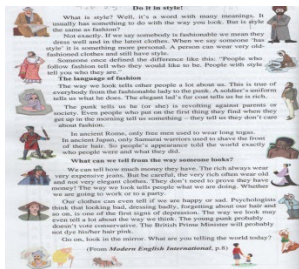 Do it in style!
What is style? Well, it's a word with many meanings. It
usually has something to do with the way you look. But is style
the same as fashion?
Not exactly. If we say somebody is fashionable we mean they
dress well and in the latest clothes. When we say someone 'has
style' it is something more personal. A person can wear very old-
fashioned clothes and still have style.
Someone once defined the difference like this: "People who
follow fashion tell who they would like to be. People with style
tell you who they are."
The language of fashion
The way we look tells other people a lot about us. This is true of
everybody from the fashionable lady to the punk. A soldier's uniform
tells us what he does. The elegant lad's fur coat tells us he is rich.
The punk tells us he (or she) is revolting against parents or
society. Even people who put on the first thing they find when they
get up in the morning tell us something – they tell us they don't care
about fashion.
In ancient Rome, only free men used to wear long togas.
In ancient Japan, only Samurai warriors used to shave the front
of their hair. So people's appearance told the world exactly
who people were and what they did.
What can we tell from the way someone looks?
We can tell how much money they have. The rich always wear
very expensive jeans. But be careful, the very rich often wear old
and not very elegant clothes. They don't need to prove they have
money! The way we look tells people what we are doing. Whether
we are going to work or to a party.
Our clothes can even tell if we are happy or sad. Psychologists
think that looking bad, dressing badly, forgetting about our hair and
so on, is one of the first signs of depression. The way we look may
even tell a lot about the way we think. The young punk probably
doesn't vote conservative. The British Prime Minister will probably
not dye his/her hair pink.
Go on, look in the mirror. What are you telling the world today?
(From Modern English International, p.8)